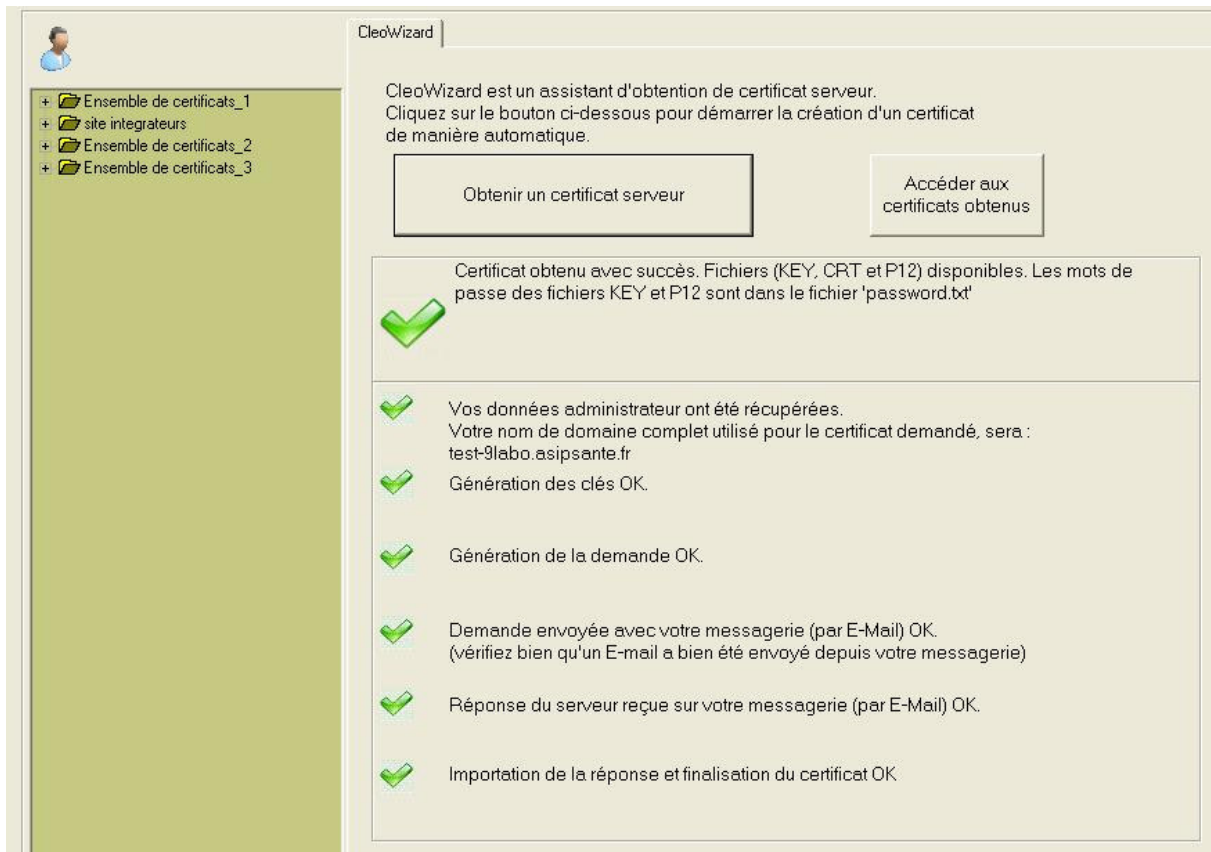 CleoWizard
Ensemble de certificats_1
site integrateurs
Ensemble de certificats_2
Ensemble de certificats_3
CleoWizard est un assistant d'obtention de certificat serveur.
Cliquez sur le bouton ci-dessous pour démarrer la création d'un certificat
de manière automatique.
Obtenir un certificat serveur
Accéder aux
certificats obtenus
Certificat obtenu avec succès. Fichiers (KEY, CRT et P12) disponibles. Les mots de
passe des fichiers KEY et P12 sont dans le fichier 'password.txt'
Vos données administrateur ont été récupérées.
Votre nom de domaine complet utilisé pour le certificat demandé, sera :
test-9labo.asipsante.fr
Génération des clés OK.
Génération de la demande OK.
Demande envoyée avec votre messagerie (par E-Mail) OK.
(vérifiez bien qu'un E-mail a bien été envoyé depuis votre messagerie)
Réponse du serveur reçue sur votre messagerie (par E-Mail) OK.
Importation de la réponse et finalisation du certificat OK